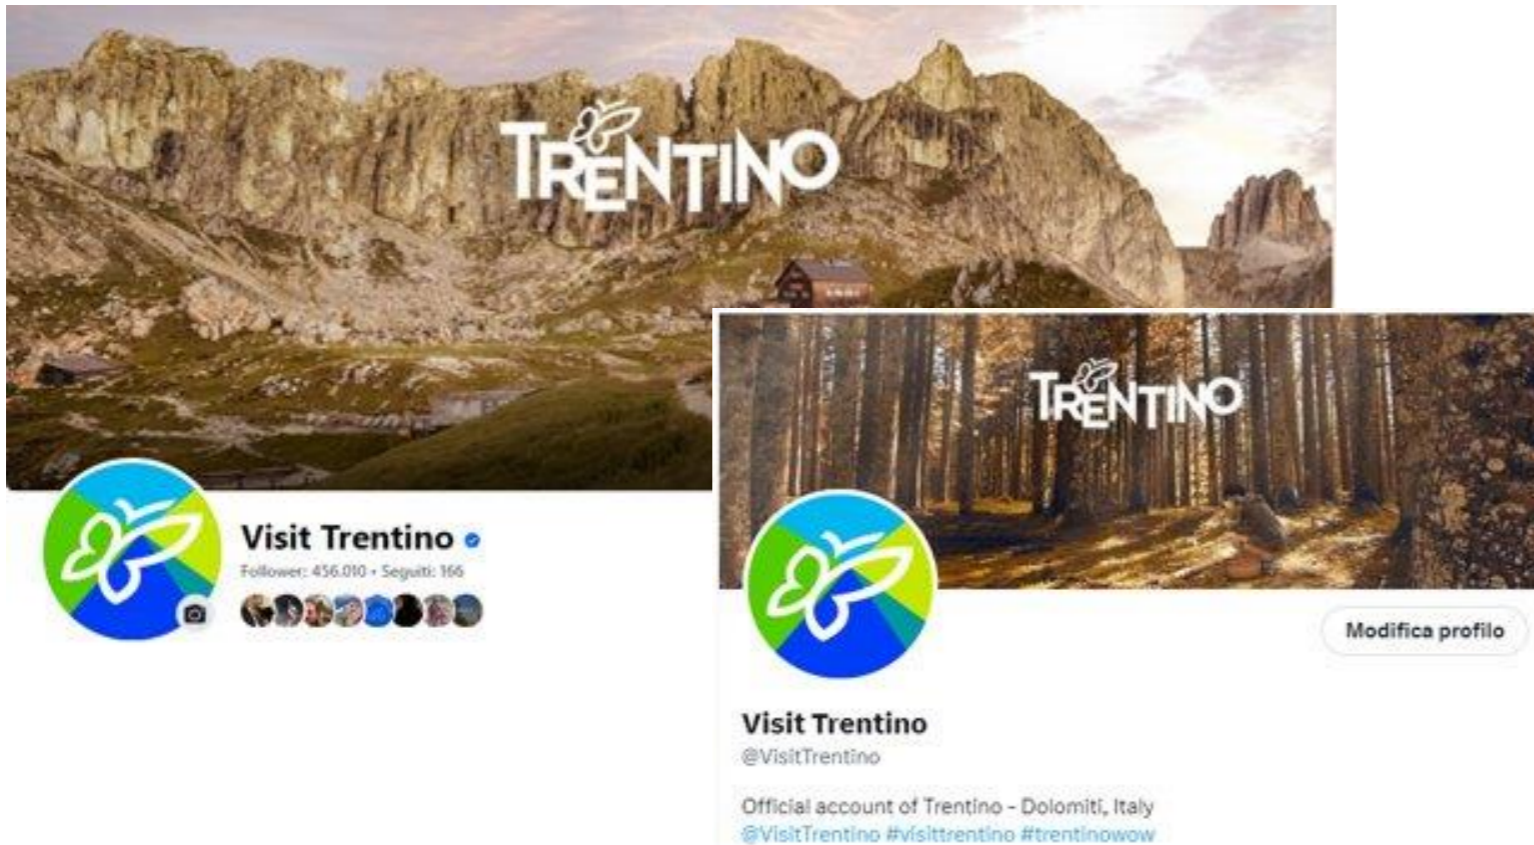 TRENTINO
Visit Trentino
Follower: 456.010 • Seguiti: 166
TRENTINO
Modifica profilo
Visit Trentino
@VisitTrentino
Official account of Trentino - Dolomiti, Italy
@VisitTrentino #visittrentino #trentinowow